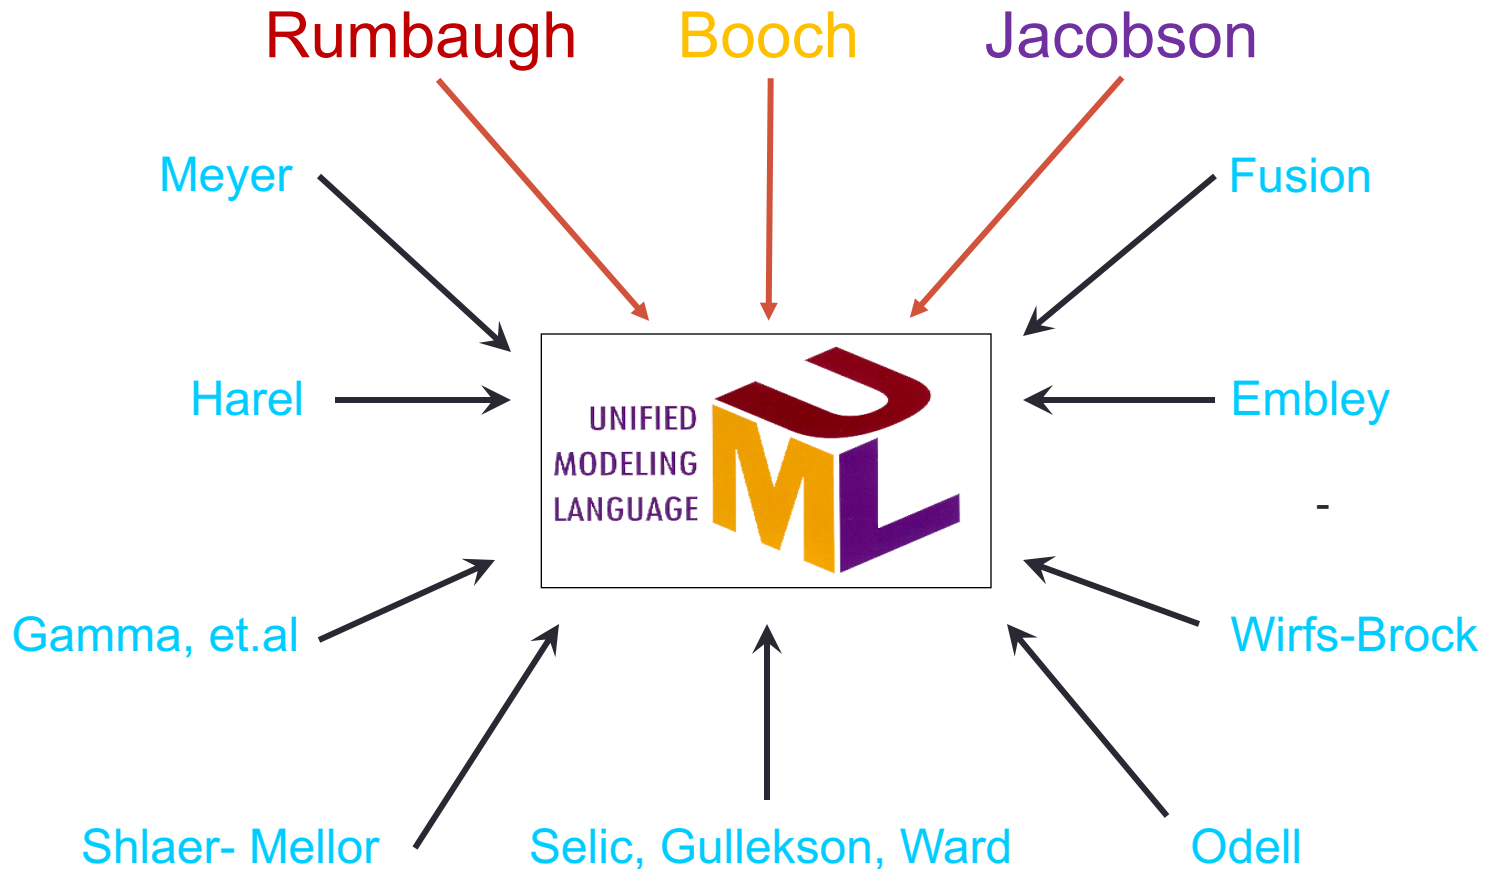 Rumbaugh Booch Jacobson
Meyer Fusion
Harel Embley
UNIFIED
MODELING
LANGUAGE
UML
-
Gamma, et.al Wirfs-Brock
Shlaer- Mellor Selic, Gullekson, Ward Odell